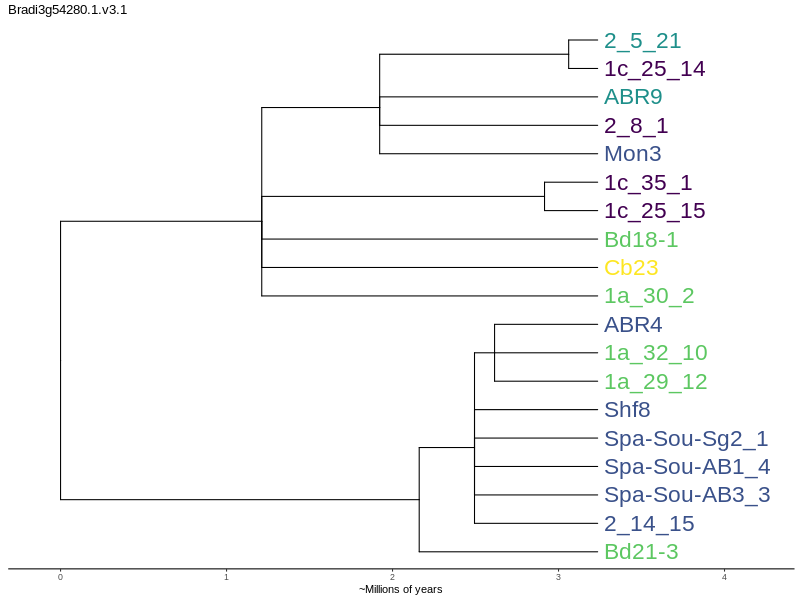 Bradi3g54280.1.v3.1
2_5_21
1c_25_14
ABR9
2_8_1
Mon3
1c_35_1
1c_25_15
Bd18-1
Cb23
1a_30_2
ABR4
1a_32_10
1a_29_12
Shf8
Spa-Sou-Sg2_1
Spa-Sou-AB1_4
Spa-Sou-AB3_3
2_14_15
Bd21-3
0 1 2 3 4
~Millions of years